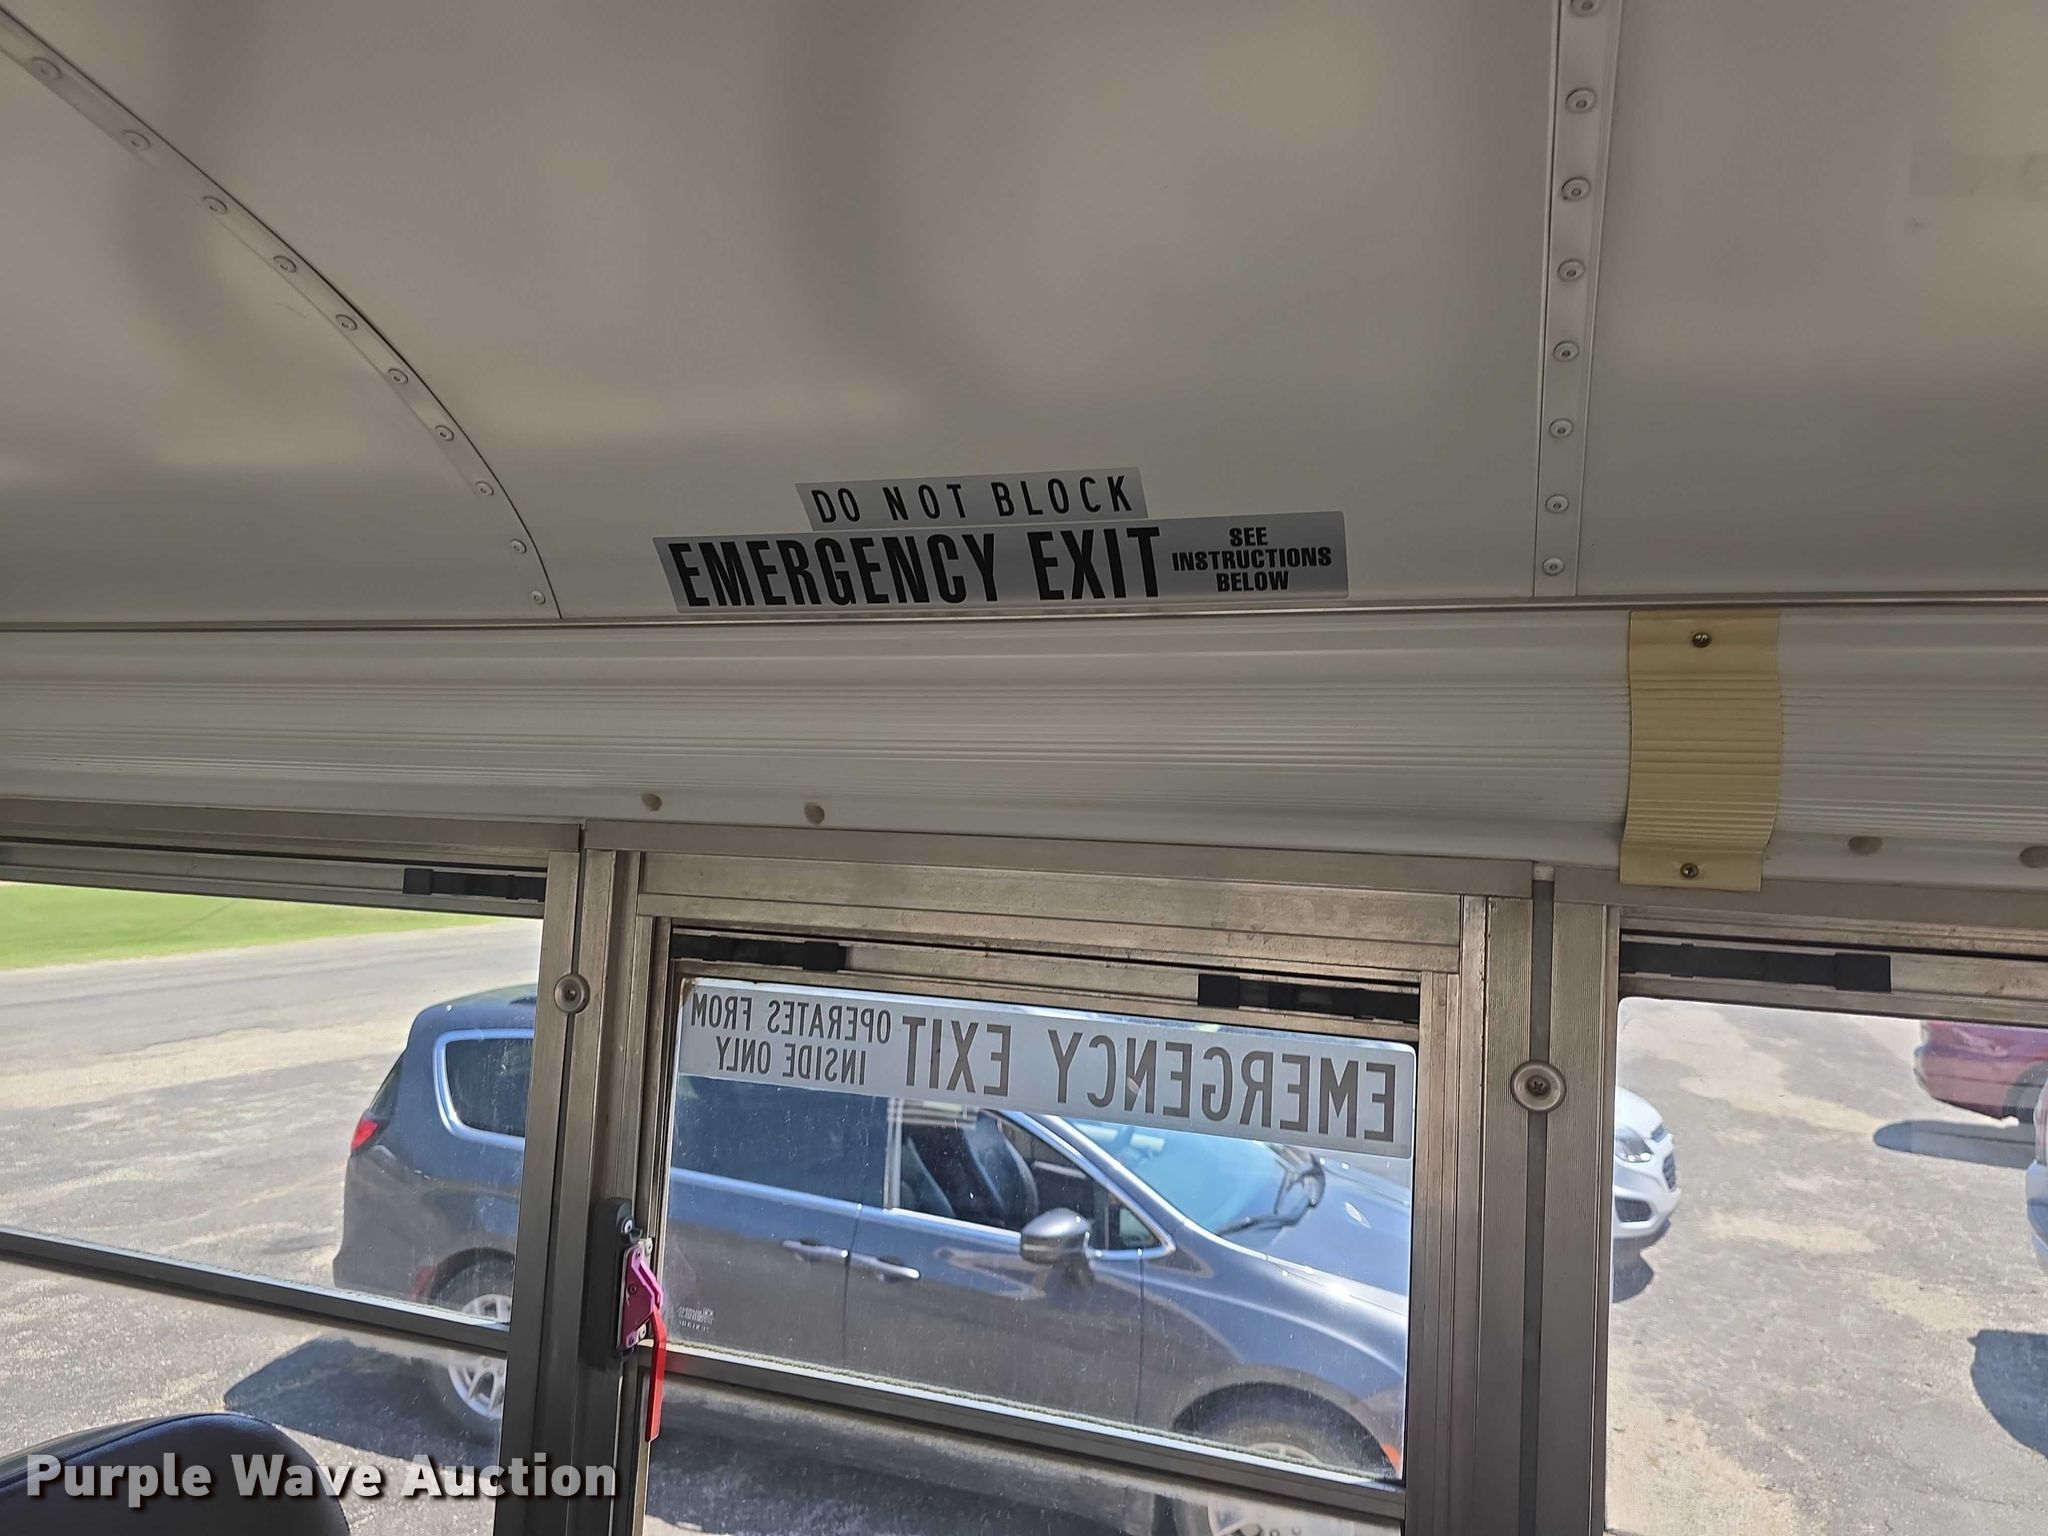 DO NOT BLOCK
EMERGENCY EXIT
SEE
INSTRUCTIONS
BELOW
EMERGENCY EXIT
OPERATES FROM
INSIDE ONLY
Purple Wave Auction